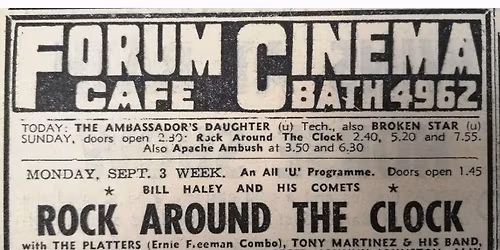 FORUM CINEMA
CAFE BATH 4962
TODAY: THE AMBASSADOR'S DAUGHTER (u) Tech., also BROKEN STAR (u)
SUNDAY, doors open 2.30: Rock Around The Clock 2.40, 5.20 and 7.55.
Also Apache Ambush at 3.50 and 6.30
MONDAY, SEPT. 3 WEEK. An All 'U' Programme. Doors open 1.45
★ BILL HALEY AND HIS COMETS ★
ROCK AROUND THE CLOCK
with THE PLATTERS (Ernie Freeman Combo), TONY MARTINEZ & HIS BAND,